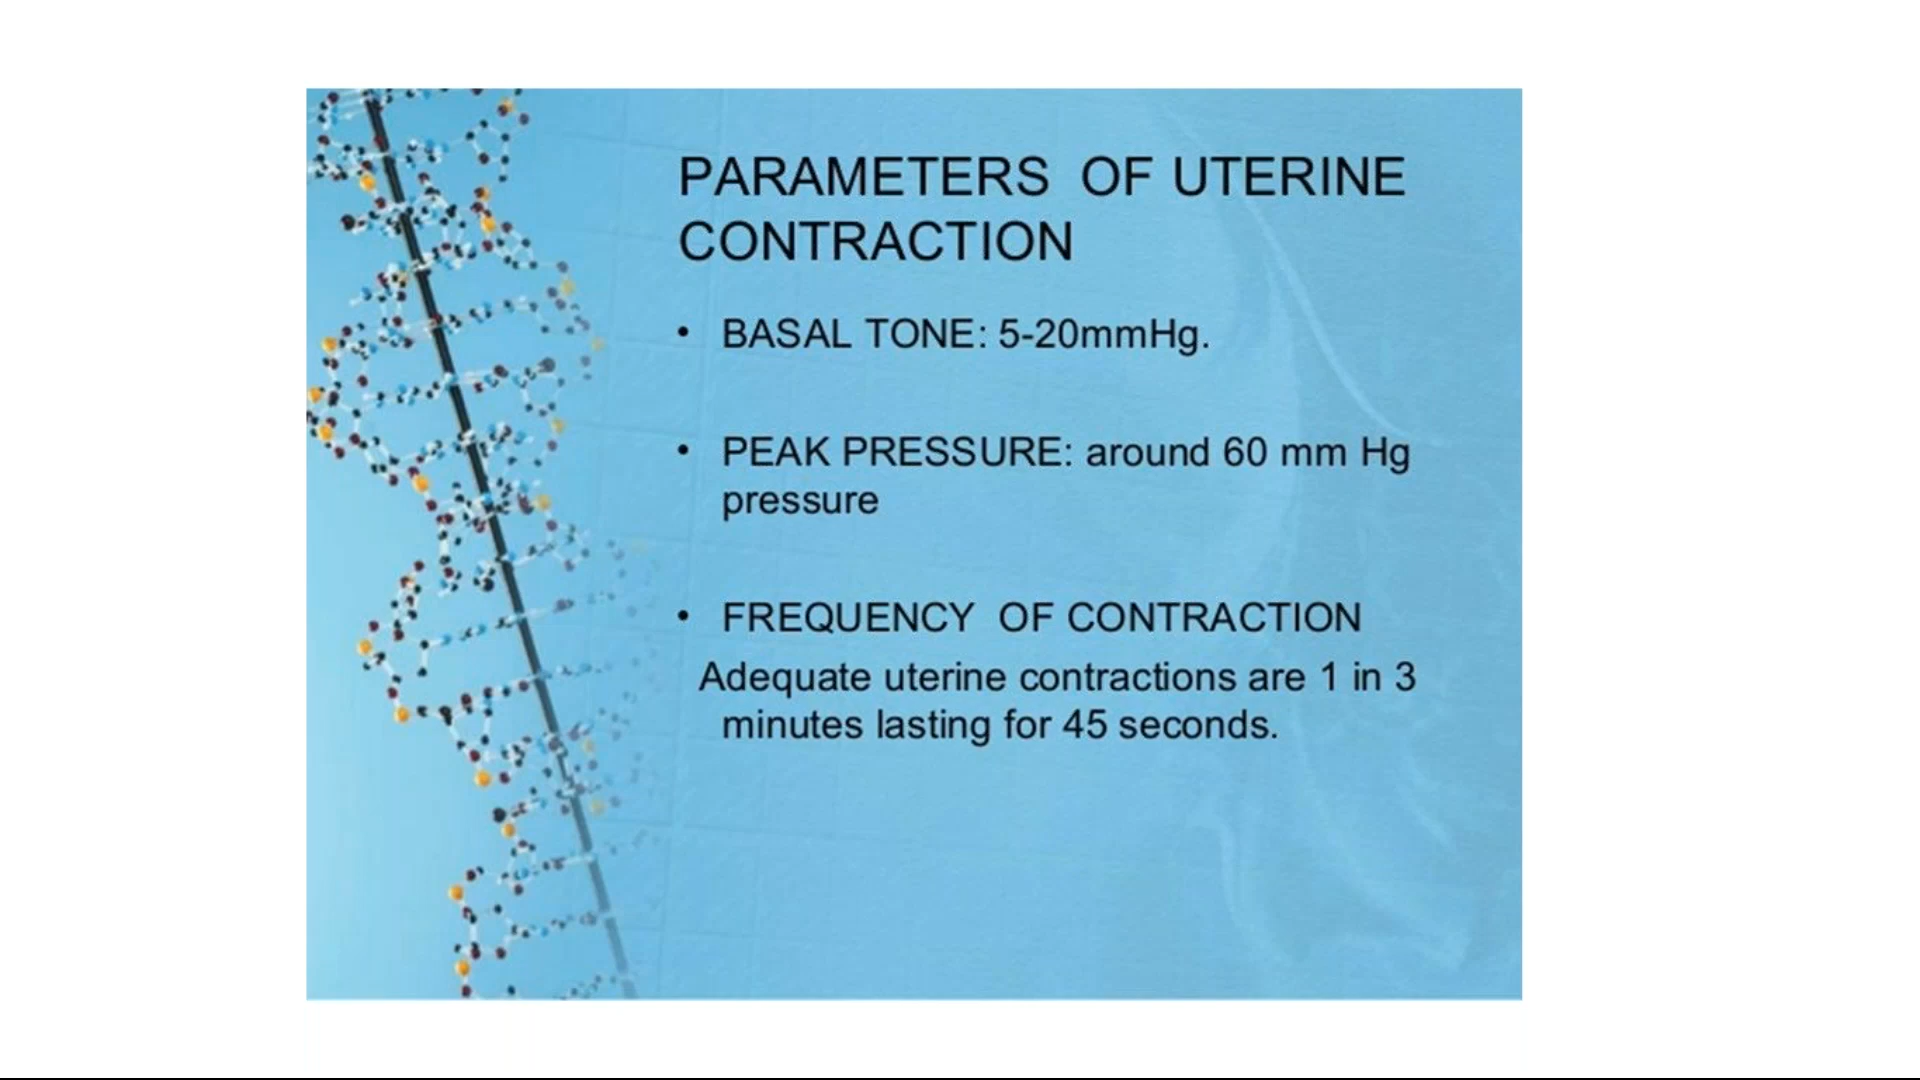 PARAMETERS OF UTERINE
CONTRACTION
• BASAL TONE: 5-20mmHg.
• PEAK PRESSURE: around 60 mm Hg
pressure
• FREQUENCY OF CONTRACTION
Adequate uterine contractions are 1 in 3
minutes lasting for 45 seconds.